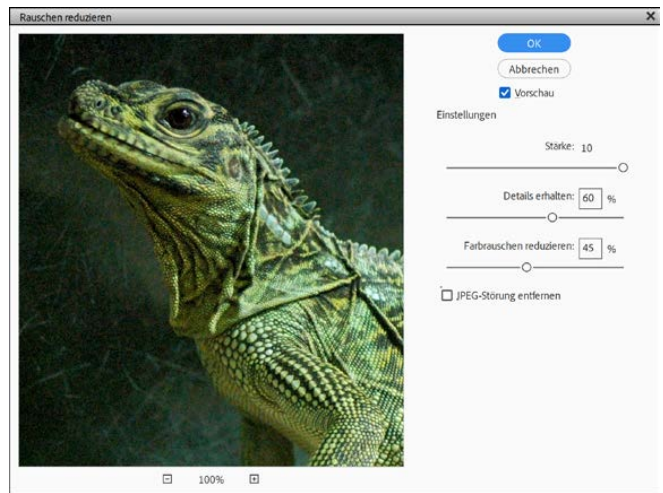 Rauschen reduzieren
OK
Abbrechen
Vorschau
Einstellungen
Stärke: 10
Details erhalten: 60 %
Farbrauschen reduzieren: 45 %
JPEG-Störung entfernen
100%